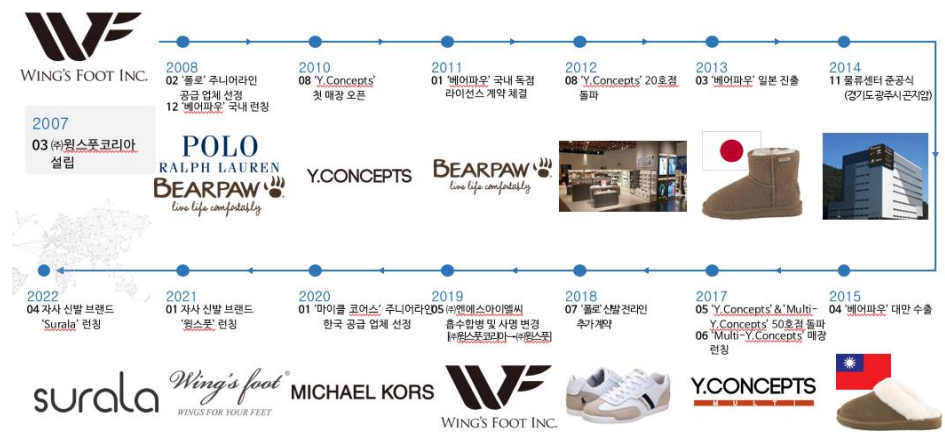 WING'S FOOT INC.
2007
03 ㈜윙스풋코리아
설립
2008
02 '폴로' 주니어라인
공급 업체 선정
12 '베어파우' 국내 런칭
POLO
RALPH LAUREN
BEARPAW
live life comfortably
2010
08 'Y.Concepts'
첫 매장 오픈
Y.CONCEPTS
2011
01 '베어파우' 국내 독점
라이선스 계약 체결
BEARPAW
live life comfortably
2012
08 'Y.Concepts' 20호점
돌파
2013
03 '베어파우' 일본 진출
2014
11 물류센터 준공식
(경기도 광주시 곤지암)
2022
04 자사 신발 브랜드
'Surala' 런칭
surala
2021
01 자사 신발 브랜드
'윙스풋' 런칭
Wing's foot®
WINGS FOR YOUR FEET
2020
01 '마이클 코어스' 주니어라인
한국 공급 업체 선정
MICHAEL KORS
2019
05 ㈜엔에스아이엘씨
흡수합병 및 사명 변경
[㈜윙스풋코리아→㈜윙스풋]
WING'S FOOT INC.
2018
07 '폴로' 신발 전라인
추가 계약
2017
05 'Y.Concepts' & 'Multi-
Y.Concepts' 50호점 돌파
06 'Multi-Y.Concepts' 매장
런칭
Y.CONCEPTS
MULTI
2015
04 '베어파우' 대만 수출